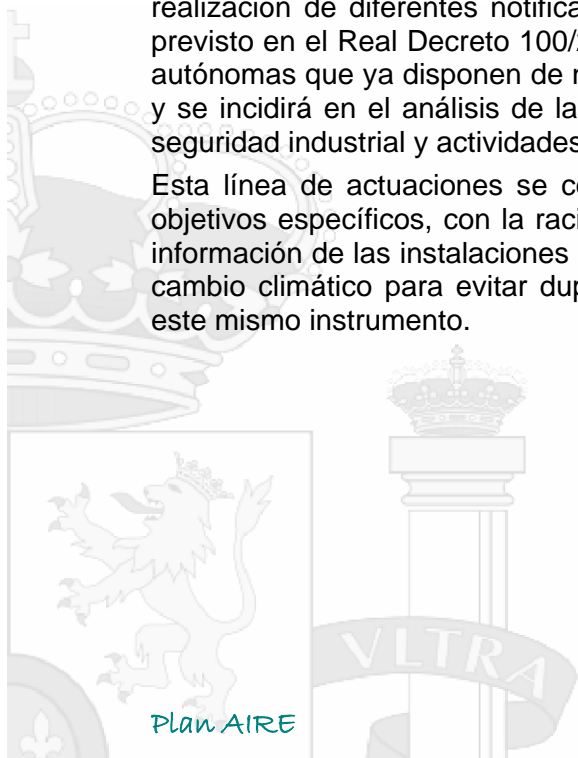 realización de diferentes notifica
previsto en el Real Decreto 100/2
autónomas que ya disponen de r
y se incidirá en el análisis de la
seguridad industrial y actividades
Esta línea de actuaciones se c
objetivos específicos, con la raci
información de las instalaciones
cambio climático para evitar dup
este mismo instrumento.
VLTRA
Plan AIRE